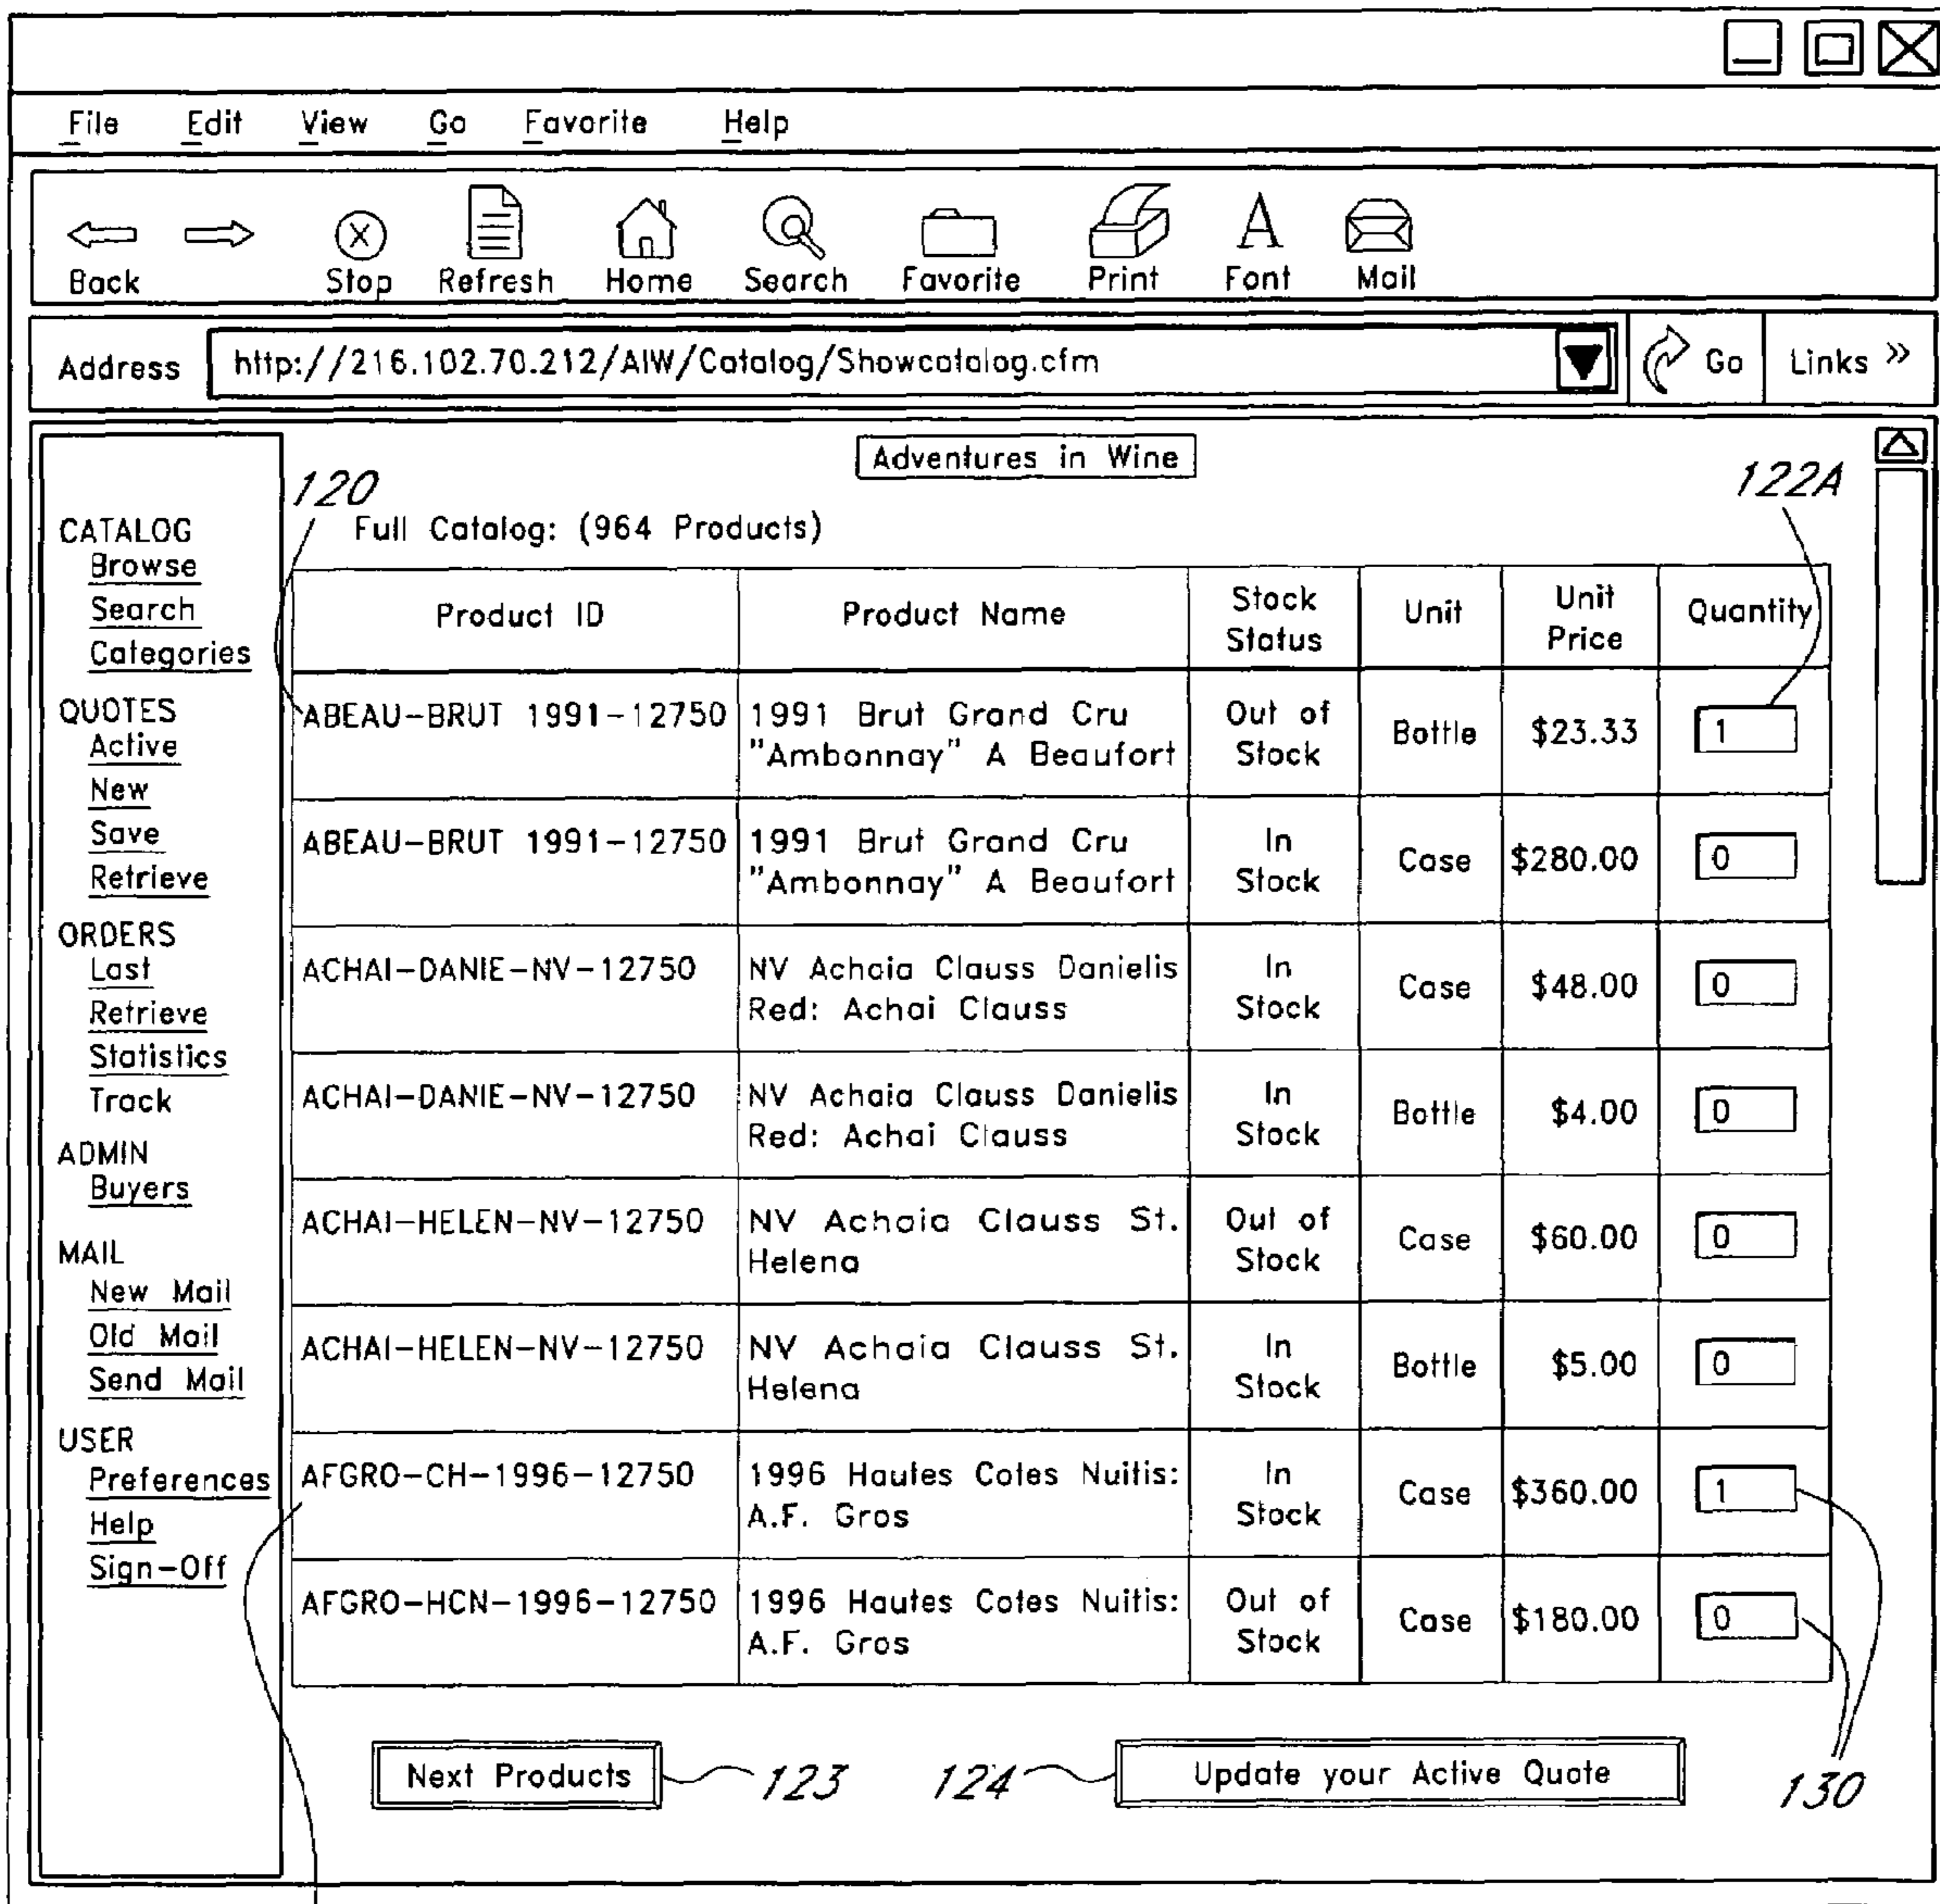 File Edit View Go Favorite Help
Back Stop Refresh Home Search Favorite Print Font Mail
Address http://216.102.70.212/AIW/Catalog/Showcatalog.cfm Go Links »
Adventures in Wine
120
122A
Full Catalog: (964 Products)
CATALOG
Browse
Search
Categories
QUOTES
Active
New
Save
Retrieve
ORDERS
Last
Retrieve
Statistics
Track
ADMIN
Buyers
MAIL
New Mail
Old Mail
Send Mail
USER
Preferences
Help
Sign-Off
Product ID
Product Name
Stock
Status
Unit
Unit
Price
Quantity
ABEAU-BRUT 1991-12750
1991 Brut Grand Cru
"Ambonnay" A Beaufort
Out of
Stock
Bottle
$23.33
1
ABEAU-BRUT 1991-12750
1991 Brut Grand Cru
"Ambonnay" A Beaufort
In
Stock
Case
$280.00
0
ACHAI-DANIE-NV-12750
NV Achaia Clauss Danielis
Red: Achai Clauss
In
Stock
Case
$48.00
0
ACHAI-DANIE-NV-12750
NV Achaia Clauss Danielis
Red: Achai Clauss
In
Stock
Bottle
$4.00
0
ACHAI-HELEN-NV-12750
NV Achaia Clauss St.
Helena
Out of
Stock
Case
$60.00
0
ACHAI-HELEN-NV-12750
NV Achaia Clauss St.
Helena
In
Stock
Bottle
$5.00
0
AFGRO-CH-1996-12750
1996 Hautes Cotes Nuitis:
A.F. Gros
In
Stock
Case
$360.00
1
AFGRO-HCN-1996-12750
1996 Hautes Cotes Nuitis:
A.F. Gros
Out of
Stock
Case
$180.00
0
Next Products
123
124
Update your Active Quote
130